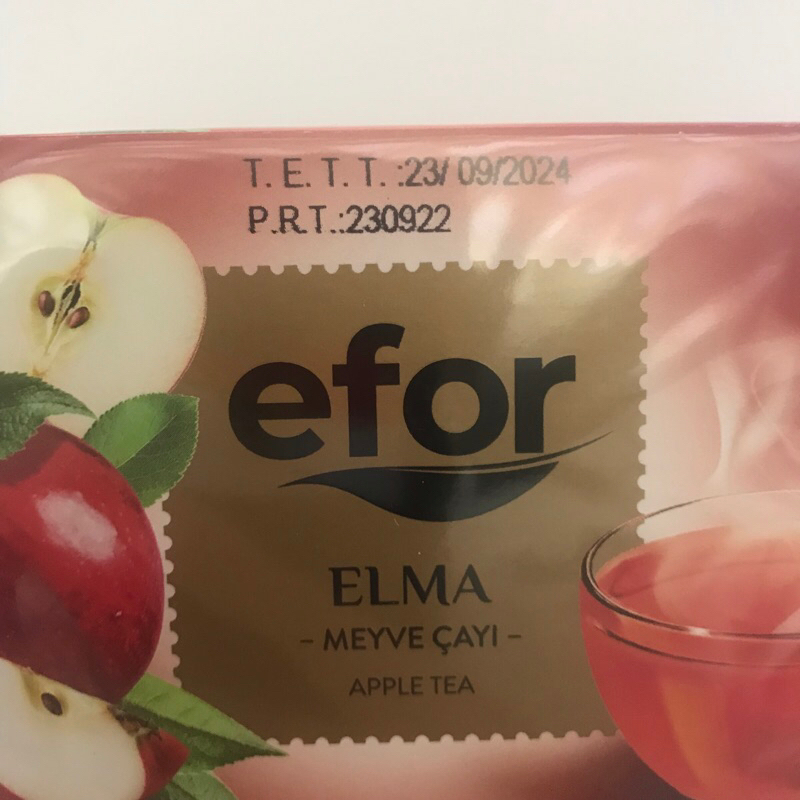 T. E. T. T. :23/ 09/2024
P.R.T.:230922
efor
ELMA
– MEYVE ÇAYI –
APPLE TEA